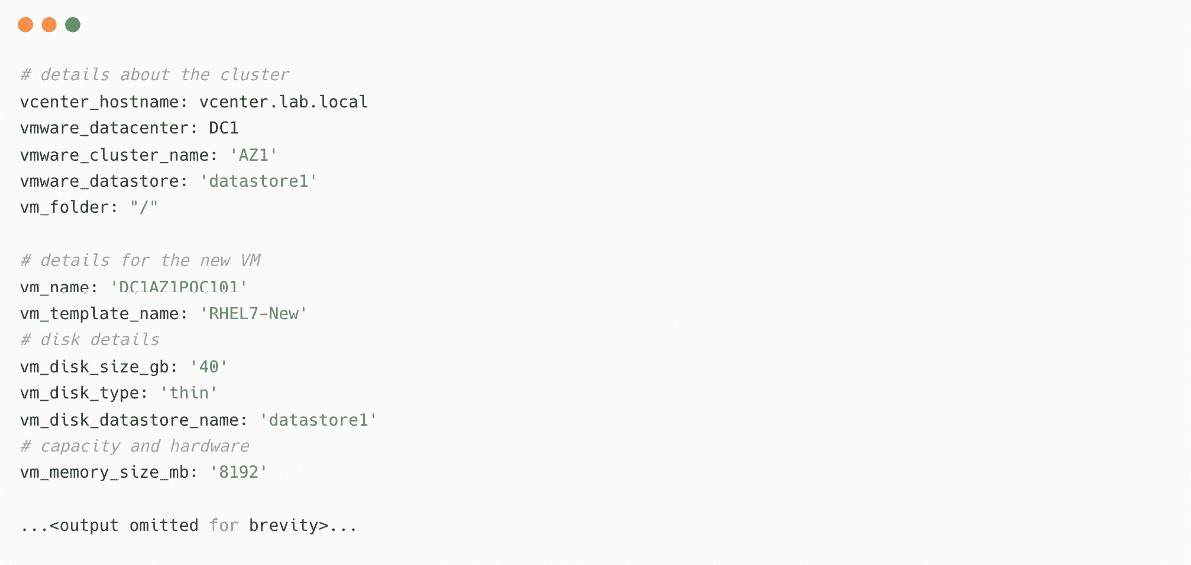 # details about the cluster
vcenter_hostname: vcenter.lab.local
vmware_datacenter: DC1
vmware_cluster_name: 'AZ1'
vmware_datastore: 'datastore1'
vm_folder: "/"
# details for the new VM
vm_name: 'DC1AZ1POC101'
vm_template_name: 'RHEL7-New'
# disk details
vm_disk_size_gb: '40'
vm_disk_type: 'thin'
vm_disk_datastore_name: 'datastore1'
# capacity and hardware
vm_memory_size_mb: '8192'
...<output omitted for brevity>...